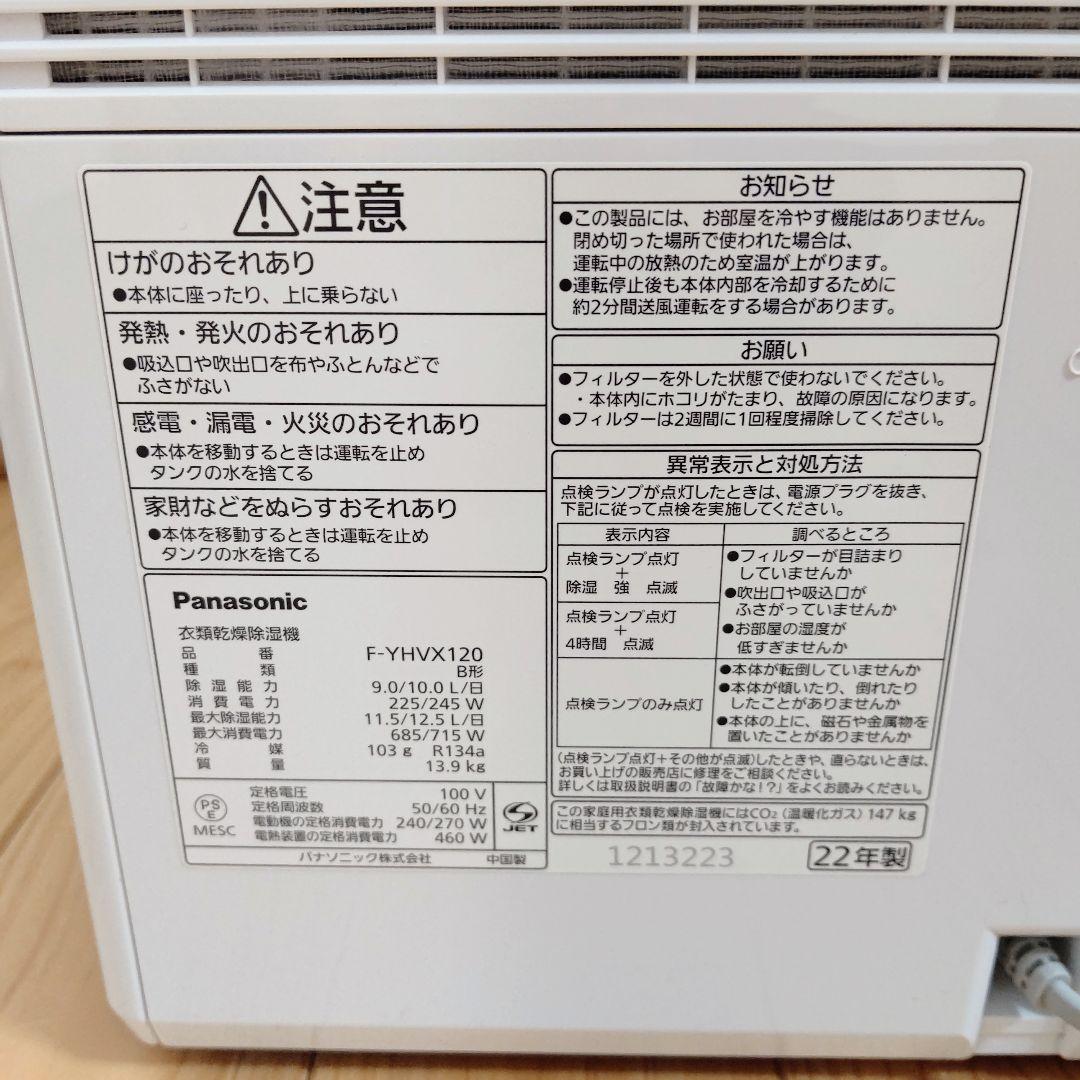 注意
けがのおそれあり
●本体に座ったり、上に乗らない
発熱・発火のおそれあり
●吸込口や吹出口を布やふとんなどで
ふさがない
感電・漏電・火災のおそれあり
●本体を移動するときは運転を止め
タンクの水を捨てる
家財などをぬらすおそれあり
●本体を移動するときは運転を止め
タンクの水を捨てる
Panasonic
衣類乾燥除湿機
品番 F-YHVX120
種類 B形
除湿能力 9.0/10.0 L/日
消費電力 225/245 W
最大除湿能力 11.5/12.5 L/日
最大消費電力 685/715 W
冷媒 103 g R134a
質量 13.9 kg
PS
E
MESC
定格電圧 100 V
定格周波数 50/60 Hz
電動機の定格消費電力 240/270 W
電熱装置の定格消費電力 460 W
JET
パナソニック株式会社 中国製
お知らせ
●この製品には、お部屋を冷やす機能はありません。
閉め切った場所で使われた場合は、
運転中の放熱のため室温が上がります。
●運転停止後も本体内部を冷却するために
約2分間送風運転をする場合があります。
お願い
●フィルターを外した状態で使わないでください。
・本体内にホコリがたまり、故障の原因になります。
●フィルターは2週間に1回程度掃除してください。
異常表示と対処方法
点検ランプが点灯したときは、電源プラグを抜き、
下記に従って点検を実施してください。
表示内容 調べるところ
点検ランプ点灯
+
除湿 強 点滅
点検ランプ点灯
+
4時間 点滅
●フィルターが目詰まり
していませんか
●吹出口や吸込口が
ふさがっていませんか
●お部屋の湿度が
低すぎませんか
点検ランプのみ点灯
●本体が転倒していませんか
●本体が傾いたり、倒れたり
したことがありませんか
●本体の上に、磁石や金属物を
置いたことがありませんか
(点検ランプ点灯+その他が点滅)したときや、直らないときは、
お買い上げの販売店に修理をご相談ください。
詳しくは取扱説明書の「故障かな!?」をよくお読みください。
この家庭用衣類乾燥除湿機にはCO₂(温暖化ガス)147 kg
に相当するフロン類が封入されています。
1213223
22年製